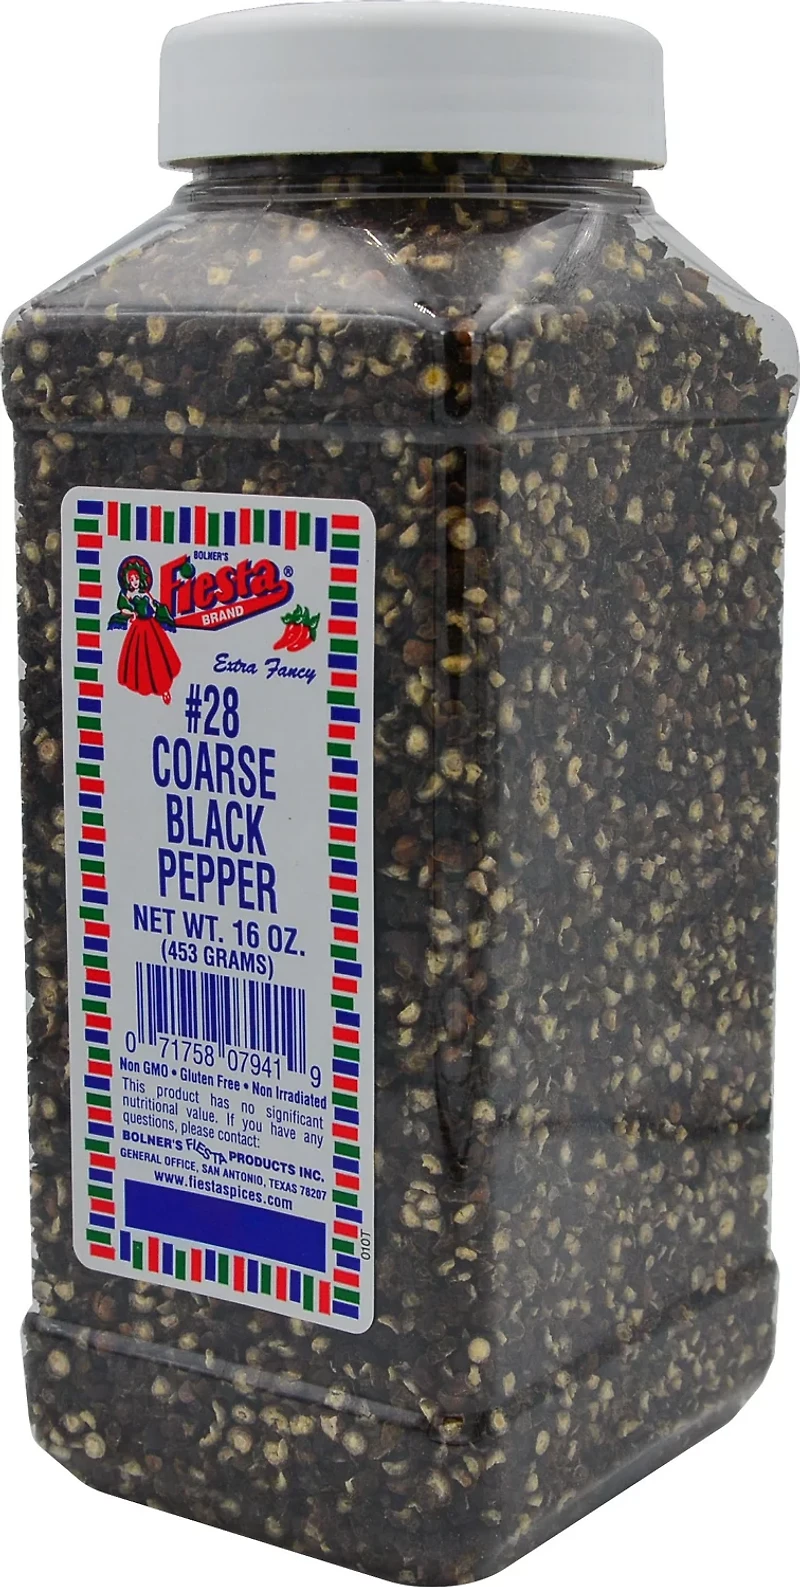 BOLNER'S
Fiesta®
BRAND
Extra Fancy
#28
COARSE
BLACK
PEPPER
NET WT. 16 OZ.
(453 GRAMS)
0 71758 07941 9
Non GMO • Gluten Free • Non Irradiated
This product has no significant
nutritional value. If you have any
questions, please contact:
BOLNER'S FIESTA PRODUCTS INC.
GENERAL OFFICE, SAN ANTONIO, TEXAS 78207
www.fiestaspices.com
010T